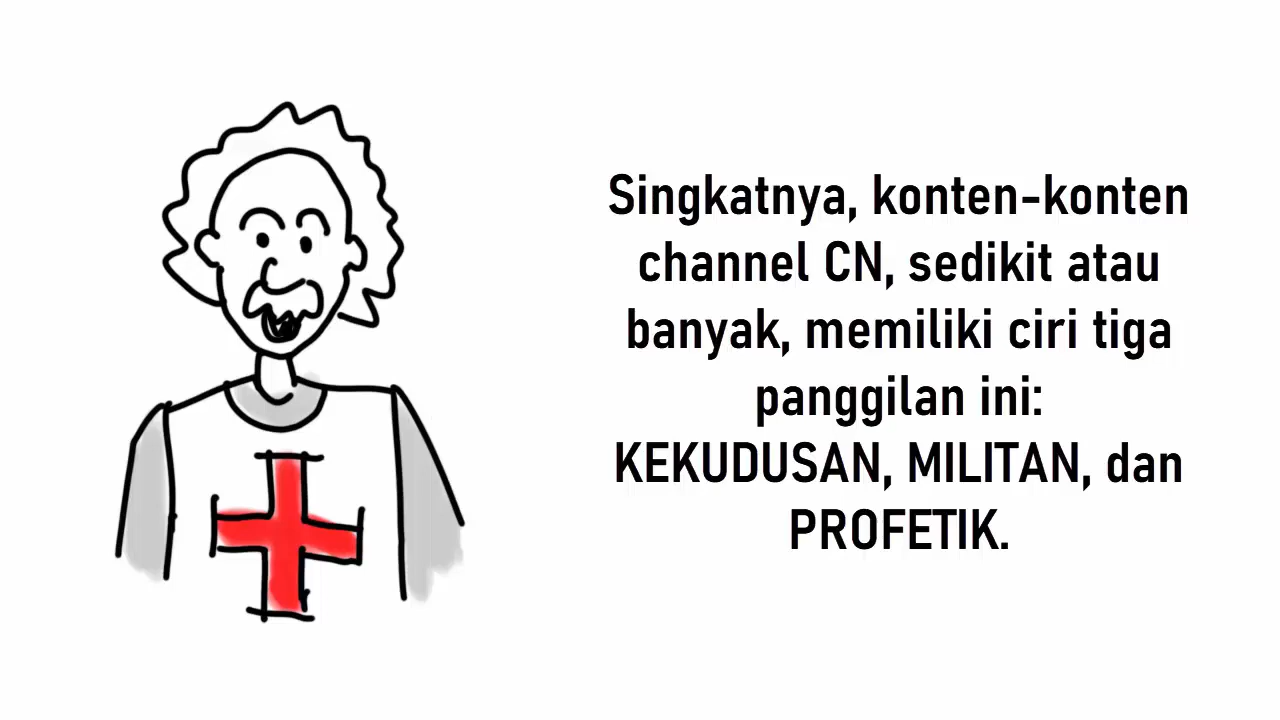 Singkatnya, konten-konten
channel CN, sedikit atau
banyak, memiliki ciri tiga
panggilan ini:
KEKUDUSAN, MILITAN, dan
PROFETIK.